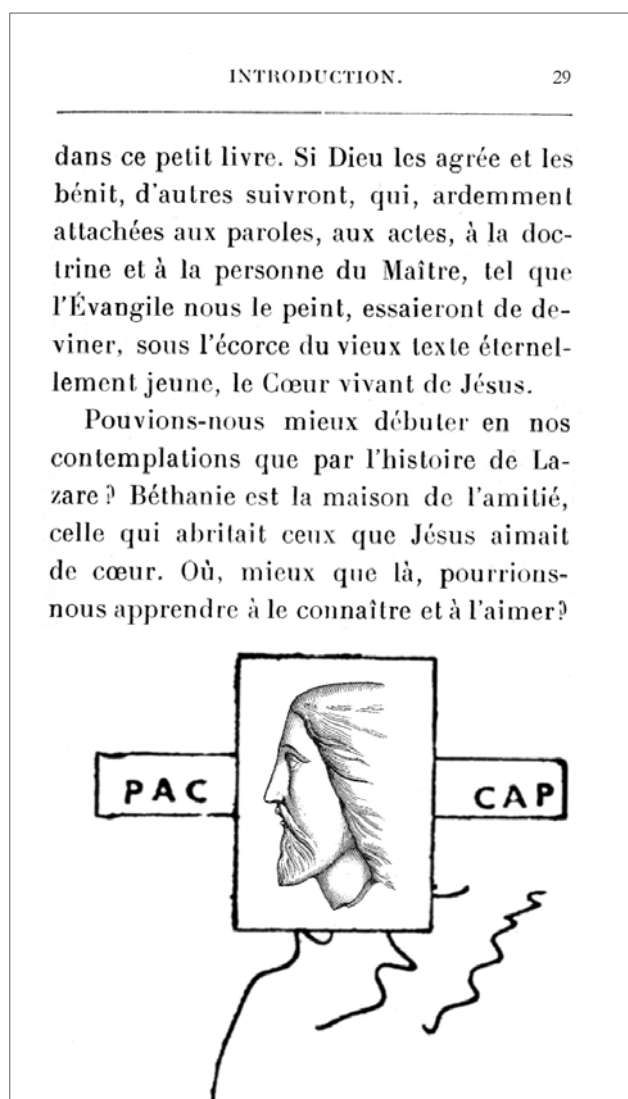 INTRODUCTION. 29
dans ce petit livre. Si Dieu les agrée et les
bénit, d'autres suivront, qui, ardemment
attachées aux paroles, aux actes, à la doc-
trine et à la personne du Maître, tel que
l'Évangile nous le peint, essaieront de de-
viner, sous l'écorce du vieux texte éternel-
lement jeune, le Cœur vivant de Jésus.
Pouvions-nous mieux débuter en nos
contemplations que par l'histoire de La-
zare ? Béthanie est la maison de l'amitié,
celle qui abritait ceux que Jésus aimait
de cœur. Où, mieux que là, pourrions-
nous apprendre à le connaître et à l'aimer?
PAC CAP